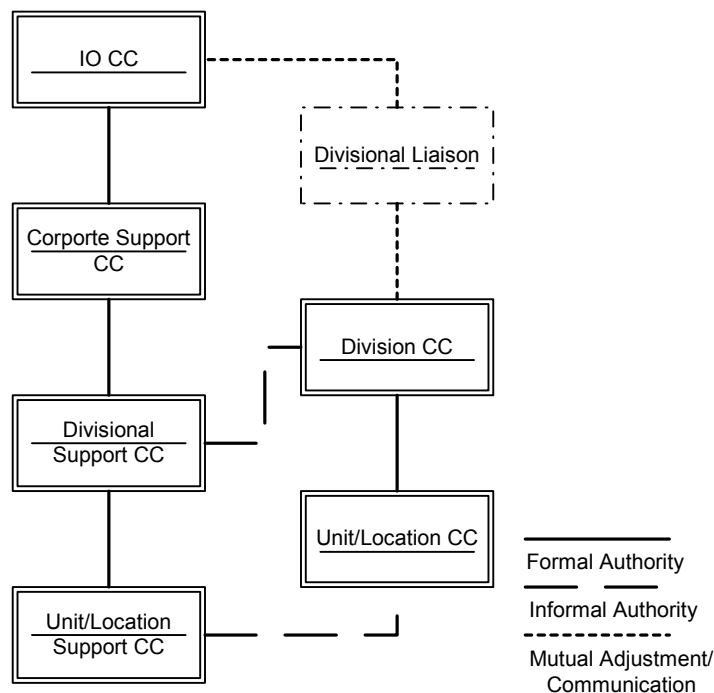 IO CC
Divisional Liaison
Corporte Support
CC
Division CC
Divisional
Support CC
Unit/Location CC
Unit/Location
Support CC
Formal Authority
Informal Authority
Mutual Adjustment/
Communication